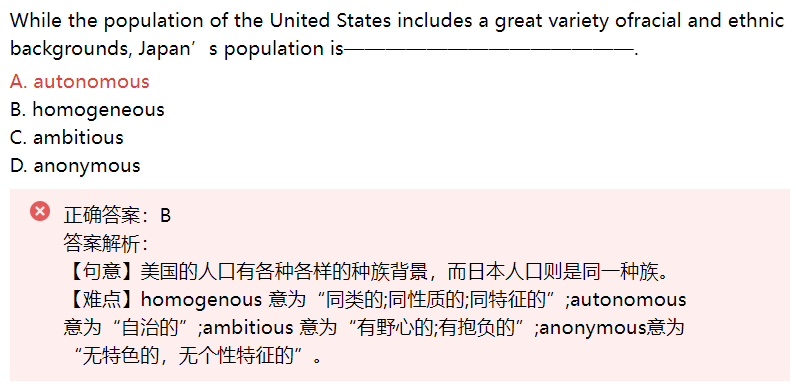 While the population of the United States includes a great variety ofracial and ethnic
backgrounds, Japan’s population is——————————————.
A. autonomous
B. homogeneous
C. ambitious
D. anonymous
正确答案：B
答案解析：
【句意】美国的人口有各种各样的种族背景，而日本人口则是同一种族。
【难点】homogenous 意为“同类的;同性质的;同特征的”;autonomous
意为“自治的”;ambitious 意为“有野心的;有抱负的”;anonymous意为
“无特色的，无个性特征的”。